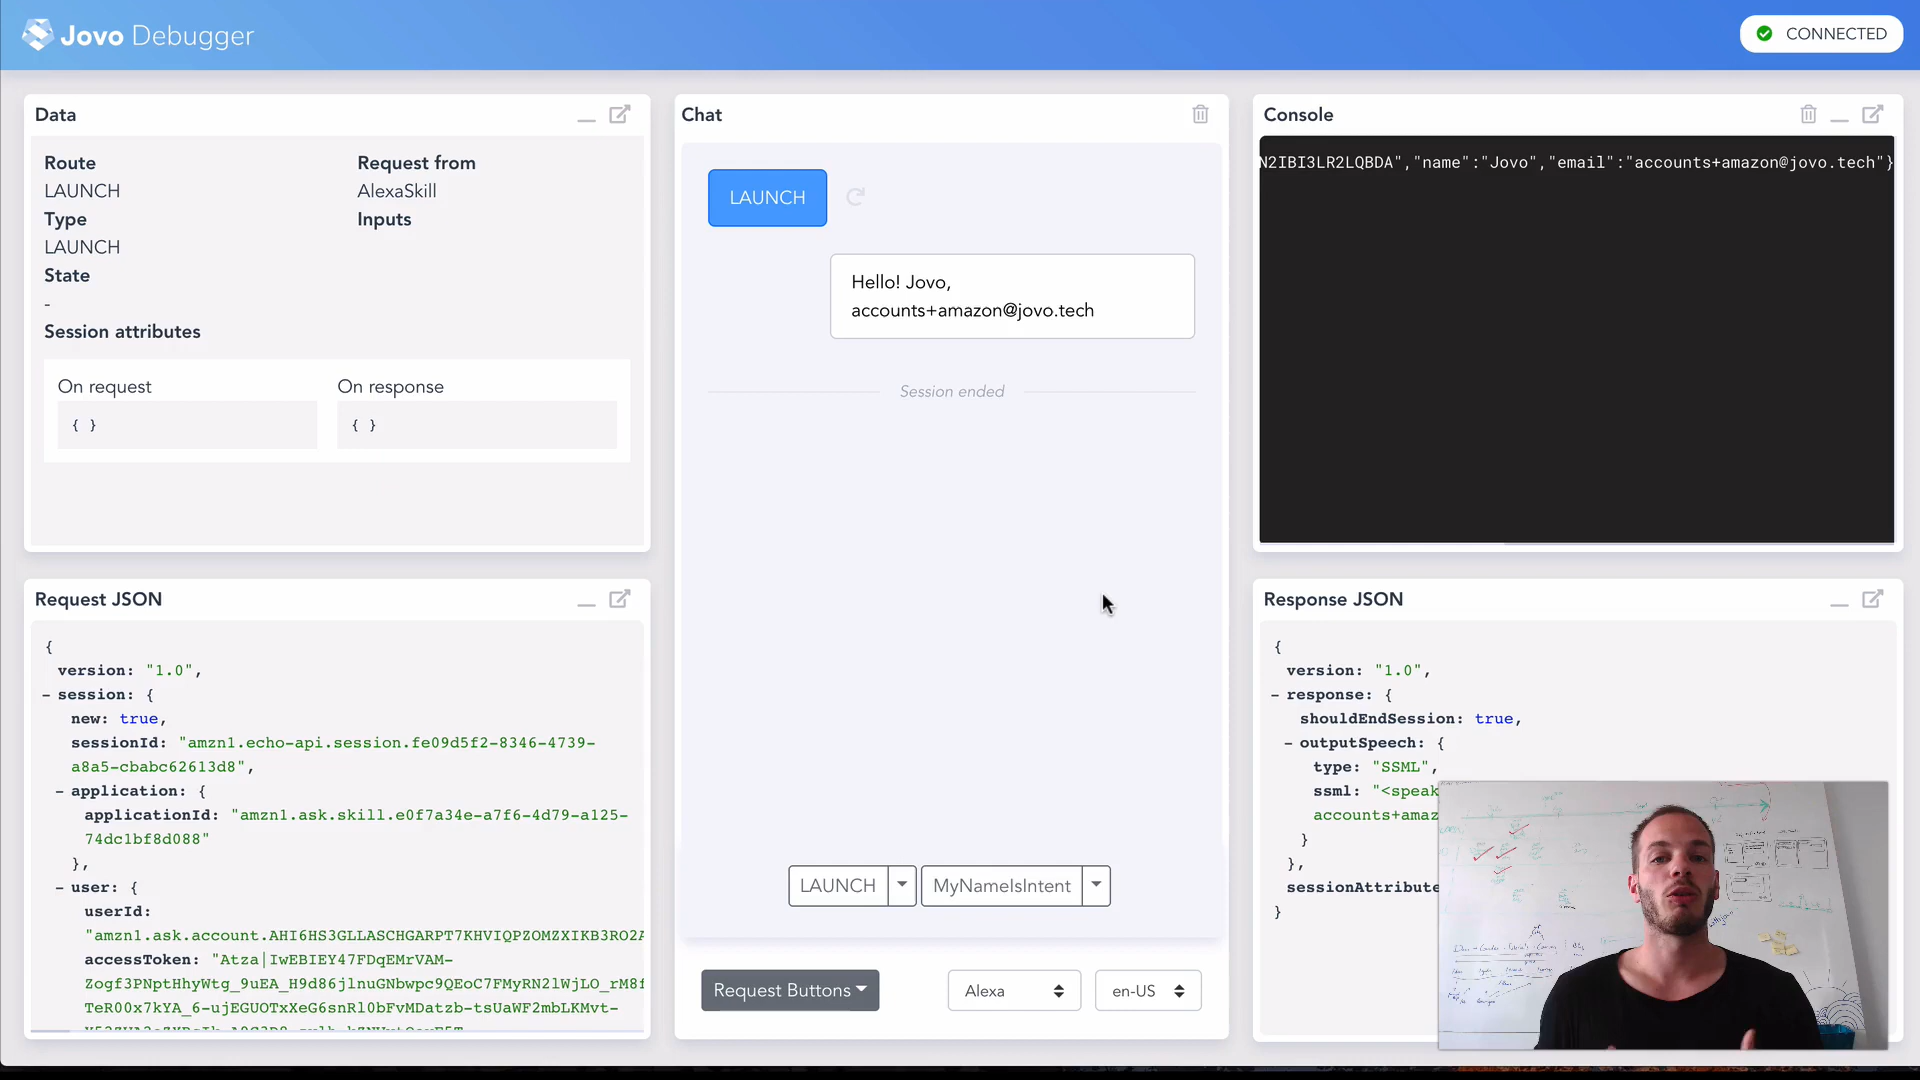 Jovo Debugger
CONNECTED
Data
Route
LAUNCH
Type
LAUNCH
State
-
Session attributes
Request from
AlexaSkill
Inputs
On request
{ }
On response
{ }
Chat
LAUNCH
Hello! Jovo,
accounts+amazon@jovo.tech
Session ended
LAUNCH
MyNameIsIntent
Request Buttons
Alexa
en-US
Console
N2IBI3LR2LQBDA","name":"Jovo","email":"accounts+amazon@jovo.tech"}
Request JSON
{
version: "1.0",
- session: {
new: true,
sessionId: "amzn1.echo-api.session.fe09d5f2-8346-4739-
a8a5-cbabc62613d8",
- application: {
applicationId: "amzn1.ask.skill.e0f7a34e-a7f6-4d79-a125-
74dc1bf8d088"
},
- user: {
userId:
"amzn1.ask.account.AHI6HS3GLLASCHGARPT7KHVIQPZOMZXIKB3RO2A
accessToken: "Atza|IwEBIEY47FDqEMrVAM-
Zogf3PNptHhyWtg_9uEA_H9d86jlnuGNbwpc9QEoC7FMyRN2lWjLO_rM8f
TeR00x7kYA_6-ujEGUOTxXeG6snRl0bFvMDatzb-tsUaWF2mbLKMvt-
Response JSON
{
version: "1.0",
- response: {
shouldEndSession: true,
- outputSpeech: {
type: "SSML",
ssml: "<speak
accounts+amaz
}
},
sessionAttribute
}